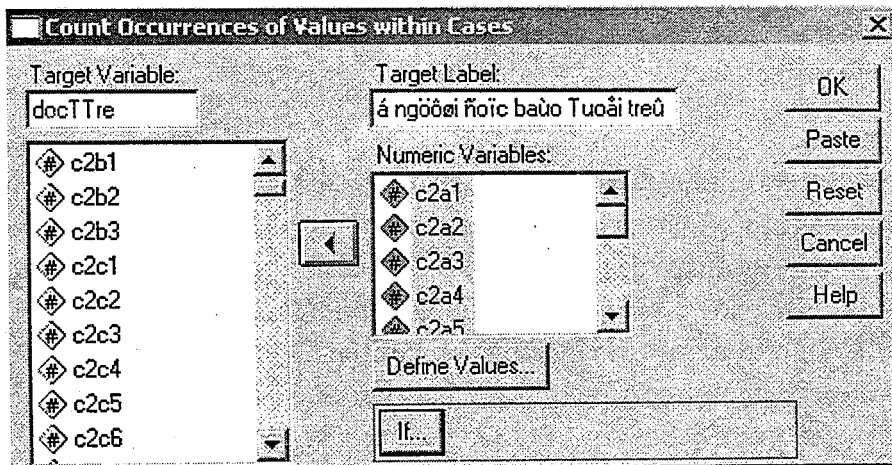 Count Occurrences of Values within Cases
Target Variable:
docTTre
c2b1
c2b2
c2b3
c2c1
c2c2
c2c3
c2c4
c2c5
c2c6
Target Label:
á ngöôøi ñoïc baùo Tuoåi treû
Numeric Variables:
c2a1
c2a2
c2a3
c2a4
c2a5
Define Values...
If...
OK
Paste
Reset
Cancel
Help